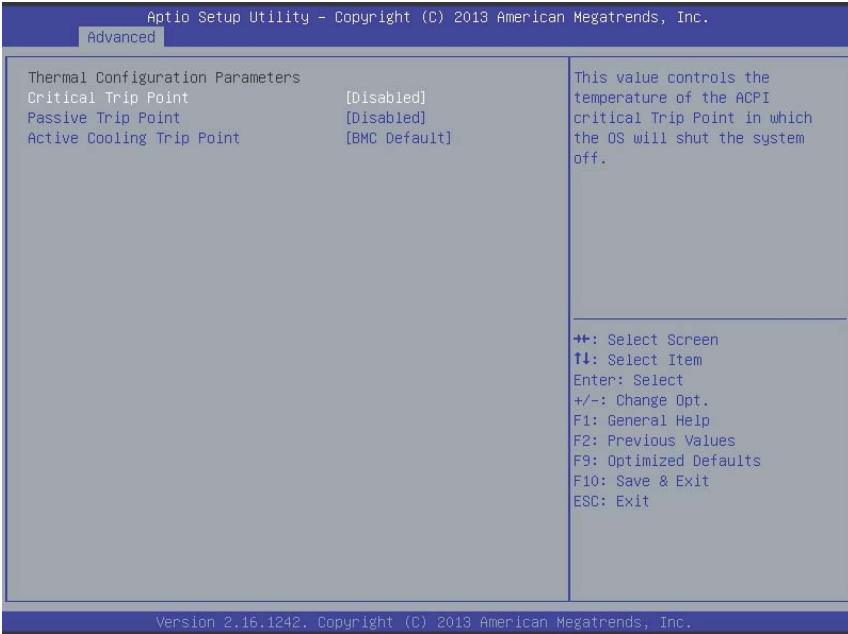 Aptio Setup Utility – Copyright (C) 2013 American Megatrends, Inc.
Advanced
Thermal Configuration Parameters
Critical Trip Point [Disabled]
Passive Trip Point [Disabled]
Active Cooling Trip Point [BMC Default]
This value controls the
temperature of the ACPI
critical Trip Point in which
the OS will shut the system
off.
→←: Select Screen
↑↓: Select Item
Enter: Select
+/-: Change Opt.
F1: General Help
F2: Previous Values
F9: Optimized Defaults
F10: Save & Exit
ESC: Exit
Version 2.16.1242. Copyright (C) 2013 American Megatrends, Inc.